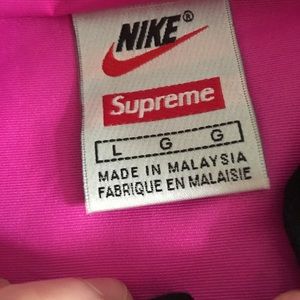 NIKE
Supreme
L G G
MADE IN MALAYSIA
FABRIQUE EN MALAISIE